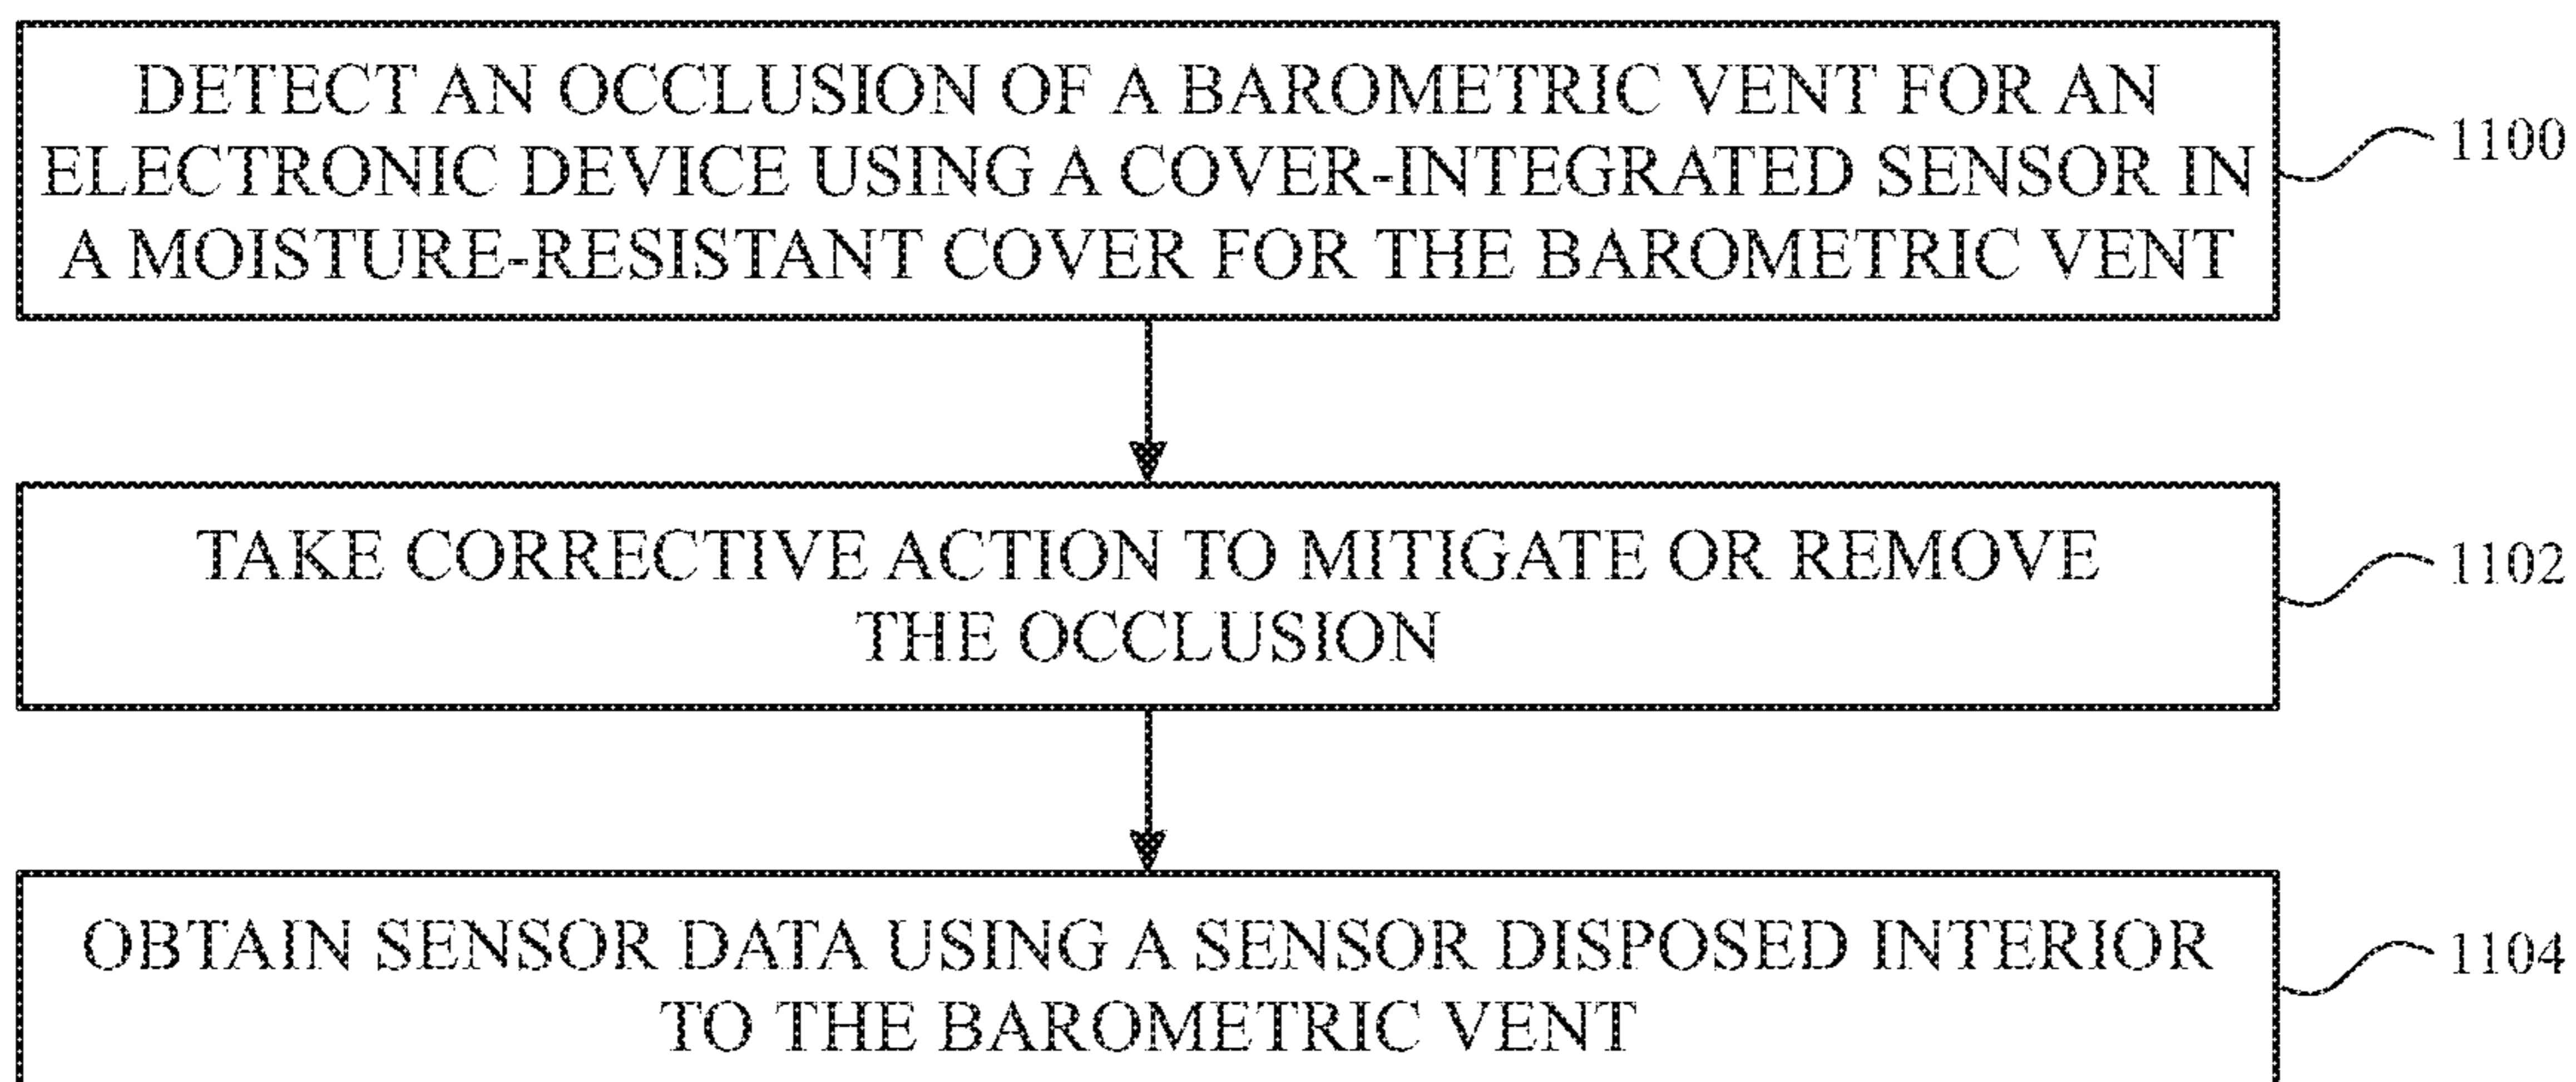 DETECT AN OCCLUSION OF A BAROMETRIC VENT FOR AN
ELECTRONIC DEVICE USING A COVER-INTEGRATED SENSOR IN
A MOISTURE-RESISTANT COVER FOR THE BAROMETRIC VENT
1100
TAKE CORRECTIVE ACTION TO MITIGATE OR REMOVE
THE OCCLUSION
1102
OBTAIN SENSOR DATA USING A SENSOR DISPOSED INTERIOR
TO THE BAROMETRIC VENT
1104